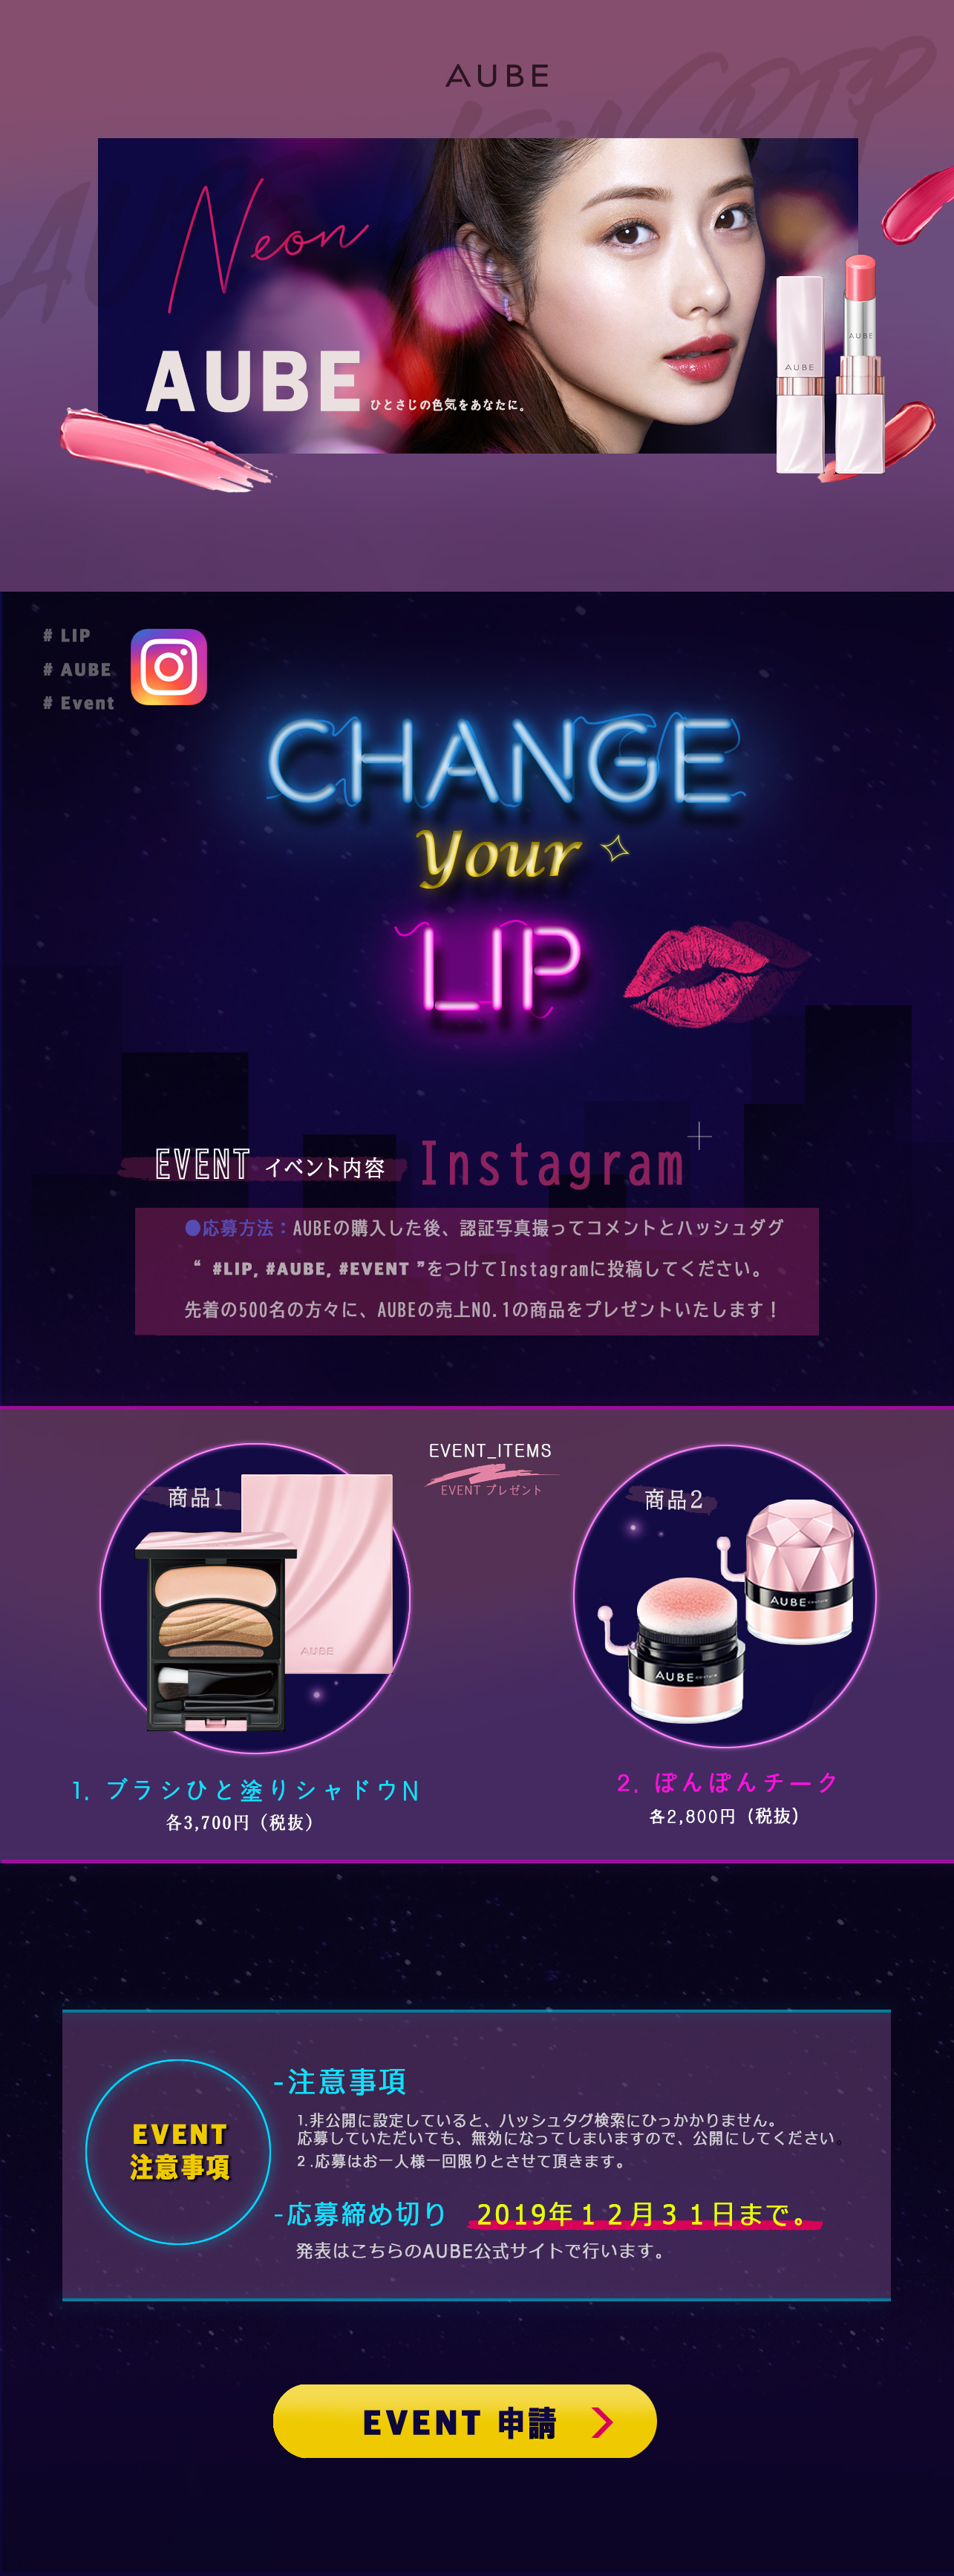 AUBE
Neon
AUBE
ひとさじの色気をあなたに。
AUBE
AUBE
# LIP
# AUBE
# Event
CHANGE
Your
LIP
EVENT イベント内容 Instagram
●応募方法：AUBEの購入した後、認証写真撮ってコメントとハッシュダグ
“ #LIP, #AUBE, #EVENT ”をつけてInstagramに投稿してください。
先着の500名の方々に、AUBEの売上NO.1の商品をプレゼントいたします！
EVENT_ITEMS
EVENT プレゼント
商品1
AUBE
商品2
AUBE couture
AUBE couture
1. ブラシひと塗りシャドウN
各3,700円（税抜）
2. ぽんぽんチーク
各2,800円（税抜）
EVENT
注意事項
-注意事項
1.非公開に設定していると、ハッシュタグ検索にひっかかりません。
応募していただいても、無効になってしまいますので、公開にしてください。
2 .応募はお一人様一回限りとさせて頂きます。
-応募締め切り 2019年１２月３１日まで。
発表はこちらのAUBE公式サイトで行います。
EVENT 申請